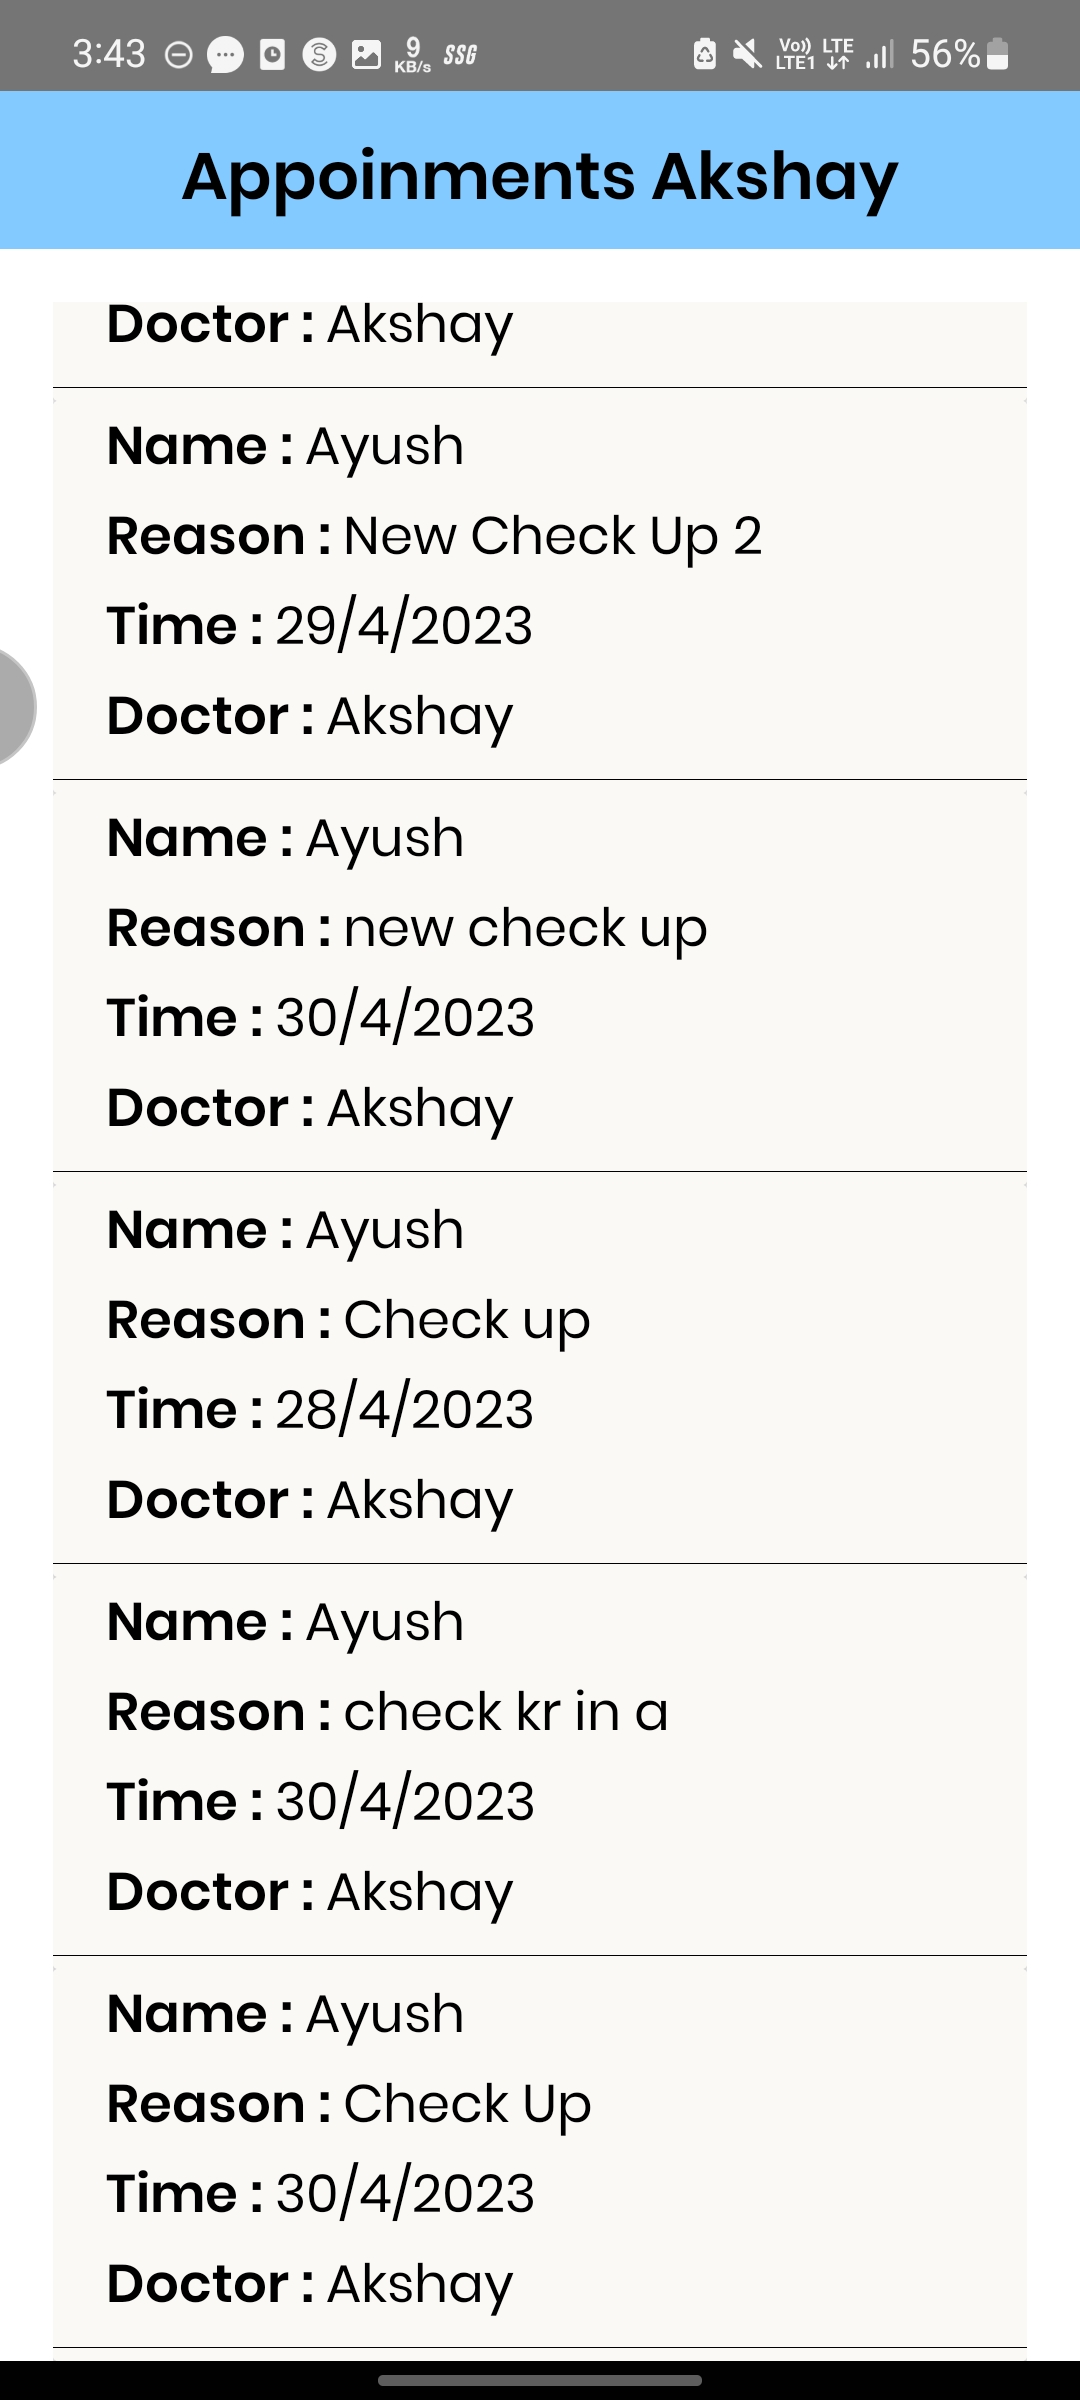 3:43 9 KB/s SSG Vo)) LTE1 LTE 56%
Appoinments Akshay
Doctor : Akshay
Name : Ayush
Reason : New Check Up 2
Time : 29/4/2023
Doctor : Akshay
Name : Ayush
Reason : new check up
Time : 30/4/2023
Doctor : Akshay
Name : Ayush
Reason : Check up
Time : 28/4/2023
Doctor : Akshay
Name : Ayush
Reason : check kr in a
Time : 30/4/2023
Doctor : Akshay
Name : Ayush
Reason : Check Up
Time : 30/4/2023
Doctor : Akshay